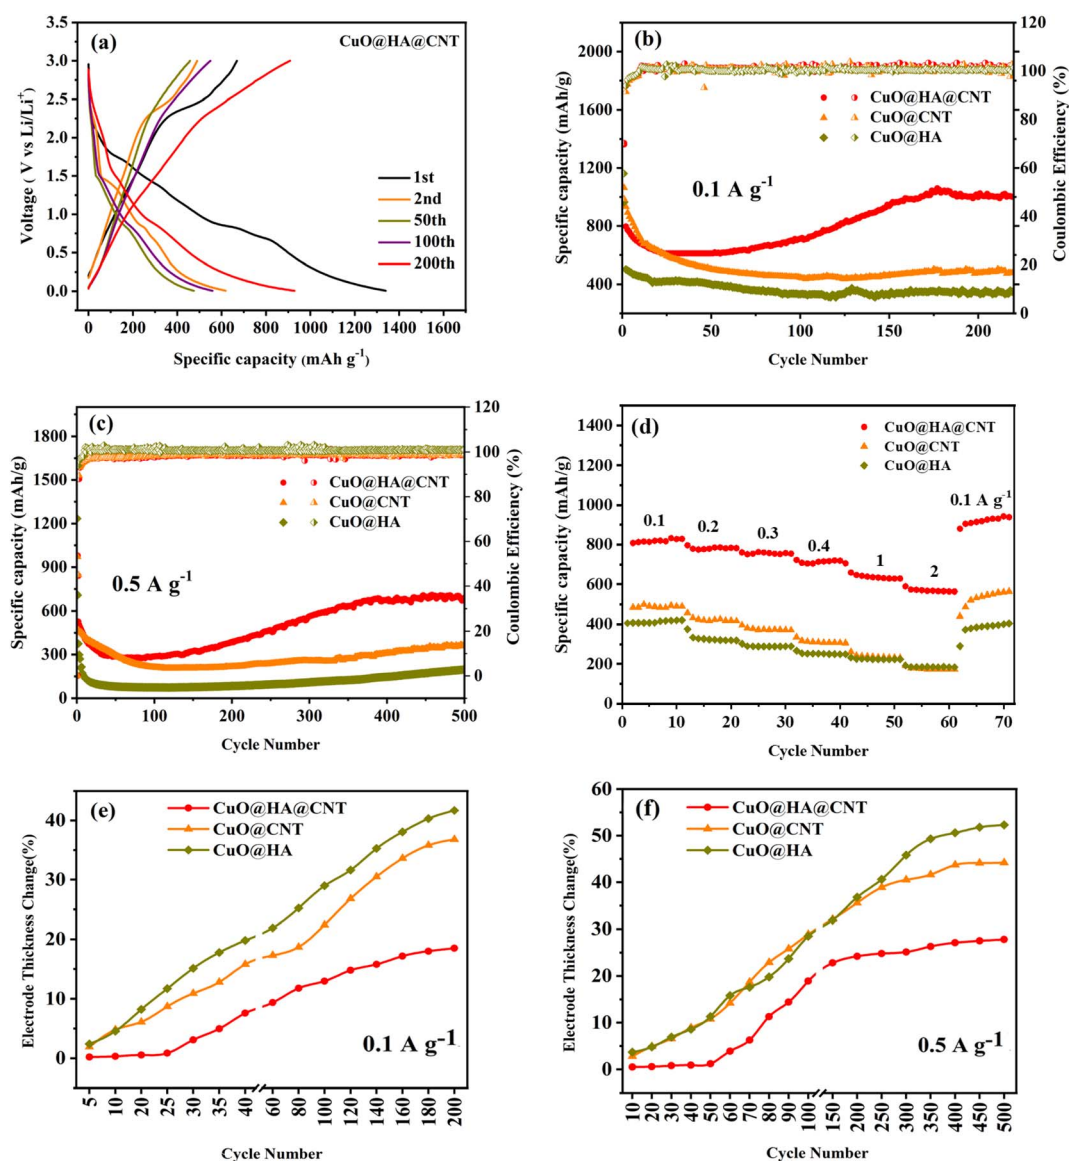 (a)
CuO@HA@CNT
3.5
3.0
2.5
2.0
1.5
1.0
0.5
0.0
Voltage ( V vs Li/Li+)
1st
2nd
50th
100th
200th
0 200 400 600 800 1000 1200 1400 1600
Specific capacity (mAh g-1)
(b)
2000
1600
1200
800
400
Specific capacity (mAh/g)
CuO@HA@CNT
CuO@CNT
CuO@HA
0.1 A g-1
120
100
80
60
40
20
0
Coulombic Efficiency (%)
0 50 100 150 200
Cycle Number
(c)
1800
1500
1200
900
600
300
0
Specific capacity (mAh/g)
CuO@HA@CNT
CuO@CNT
CuO@HA
0.5 A g-1
120
100
80
60
40
20
0
Coulombic Efficiency (%)
0 100 200 300 400 500
Cycle Number
(d)
1400
1200
1000
800
600
400
200
0
Specific capacity (mAh/g)
CuO@HA@CNT
CuO@CNT
CuO@HA
0.1 0.2 0.3 0.4 1 2 0.1 A g-1
0 10 20 30 40 50 60 70
Cycle Number
(e)
40
30
20
10
0
Electrode Thickness Change(%)
CuO@HA@CNT
CuO@CNT
CuO@HA
0.1 A g-1
5 10 20 25 30 35 40 60 80 100 120 140 160 180 200
Cycle Number
(f)
60
50
40
30
20
10
0
Electrode Thickness Change(%)
CuO@HA@CNT
CuO@CNT
CuO@HA
0.5 A g-1
10 20 30 40 50 60 70 80 90 100 150 200 250 300 350 400 450 500
Cycle Number